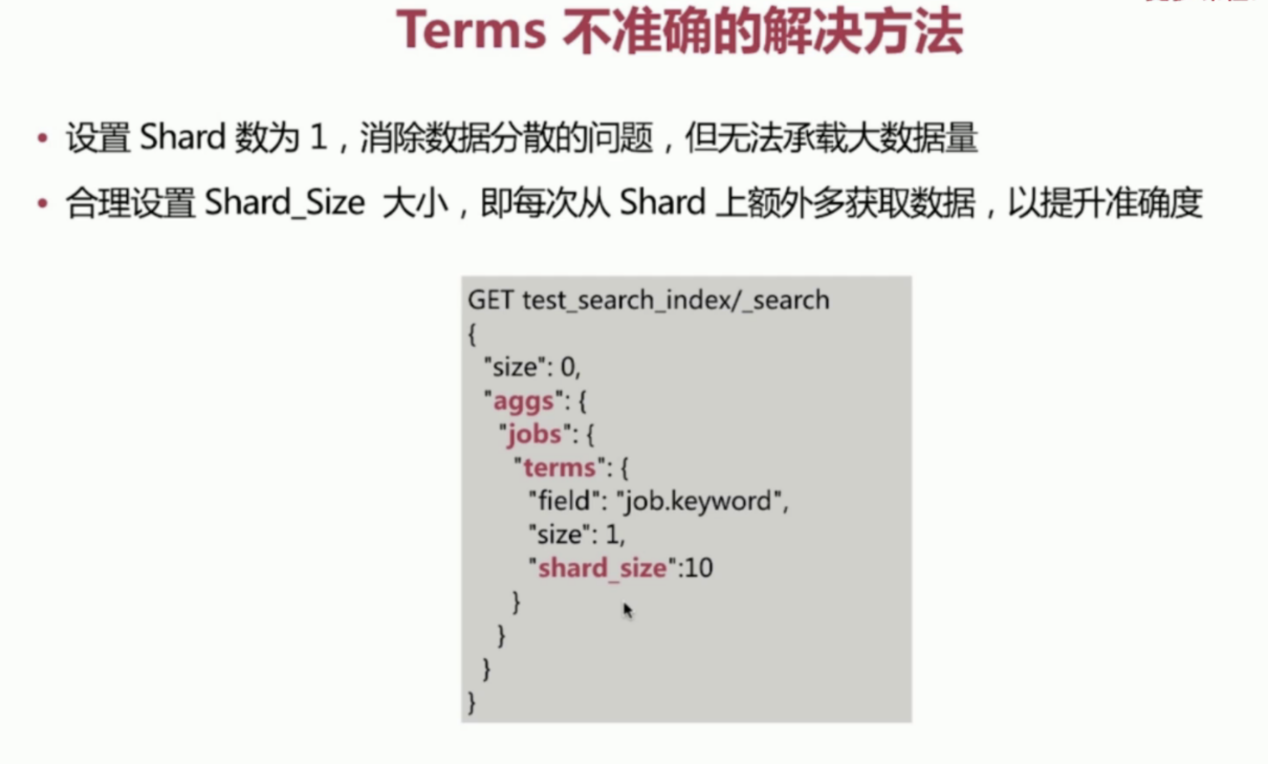 Terms 不准确的解决方法
• 设置 Shard 数为 1，消除数据分散的问题，但无法承载大数据量
• 合理设置 Shard_Size 大小，即每次从 Shard 上额外多获取数据，以提升准确度
GET test_search_index/_search
{
"size": 0,
"aggs": {
"jobs": {
"terms": {
"field": "job.keyword",
"size": 1,
"shard_size":10
}
}
}
}